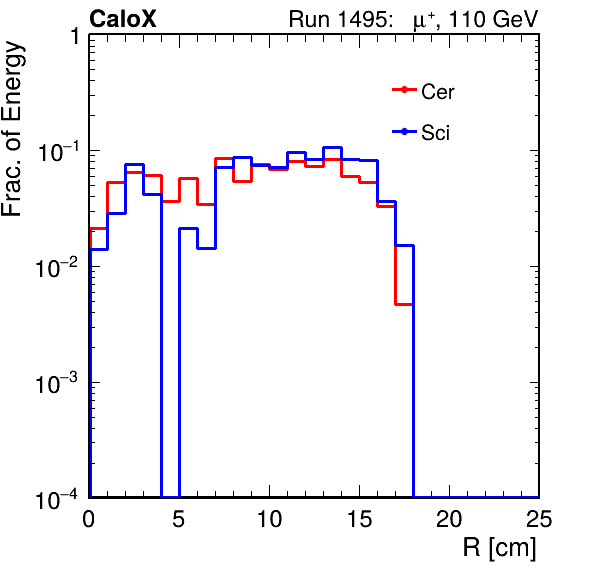 CaloX Run 1495: μ⁺, 110 GeV
Frac. of Energy
1
10⁻¹
10⁻²
10⁻³
10⁻⁴
Cer
Sci
0 5 10 15 20 25
R [cm]